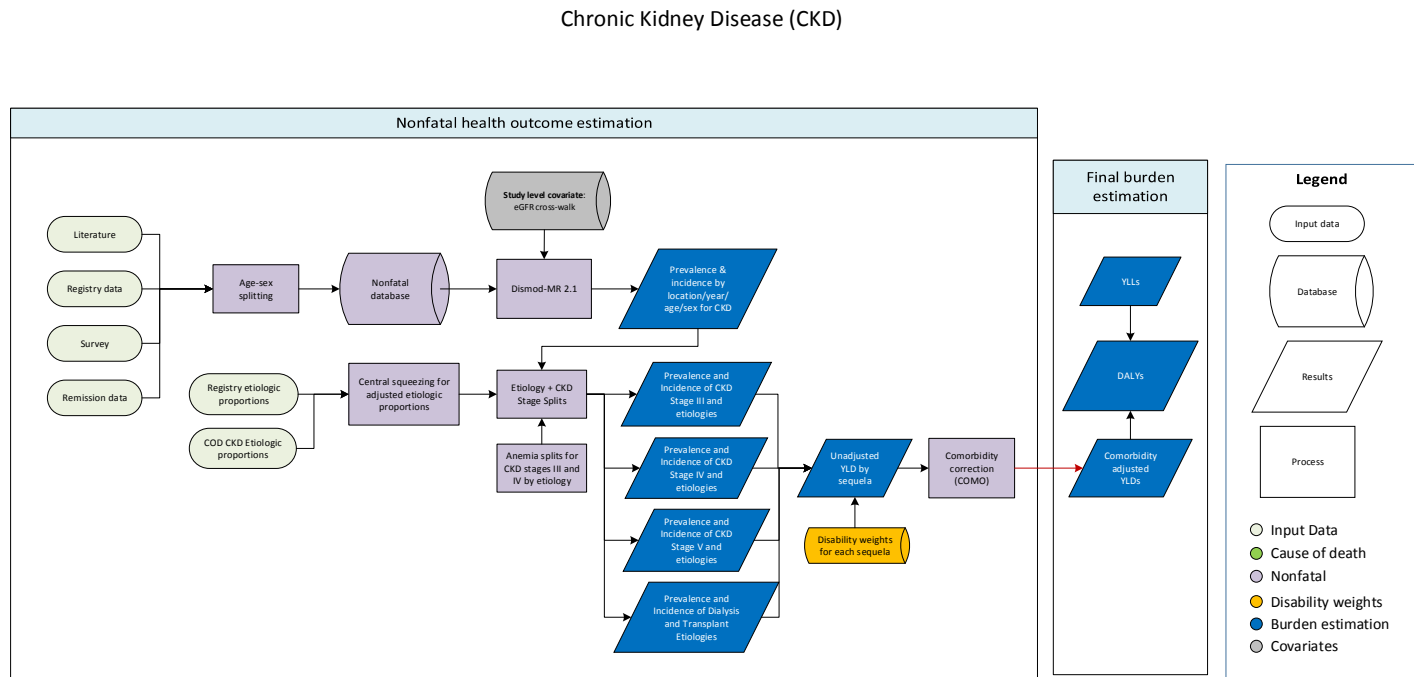 Chronic Kidney Disease (CKD)
Nonfatal health outcome estimation
Literature
Registry data
Survey
Remission data
Age-sex
splitting
Nonfatal
database
Study level covariate:
eGFR cross-walk
Dismod-MR 2.1
Prevalence &
incidence by
location/year/
age/sex for CKD
Registry etiologic
proportions
COD CKD Etiologic
proportions
Central squeezing for
adjusted etiologic
proportions
Etiology + CKD
Stage Splits
Anemia splits for
CKD stages III and
IV by etiology
Prevalence and
Incidence of CKD
Stage III and
etiologies
Prevalence and
Incidence of CKD
Stage IV and
etiologies
Prevalence and
Incidence of CKD
Stage V and
etiologies
Prevalence and
Incidence of Dialysis
and Transplant
Etiologies
Unadjusted
YLD by
sequela
Disability weights
for each sequela
Comorbidity
correction
(COMO)
Final burden
estimation
YLLs
DALYs
Comorbidity
adjusted
YLDs
Legend
Input data
Database
Results
Process
Input Data
Cause of death
Nonfatal
Disability weights
Burden estimation
Covariates